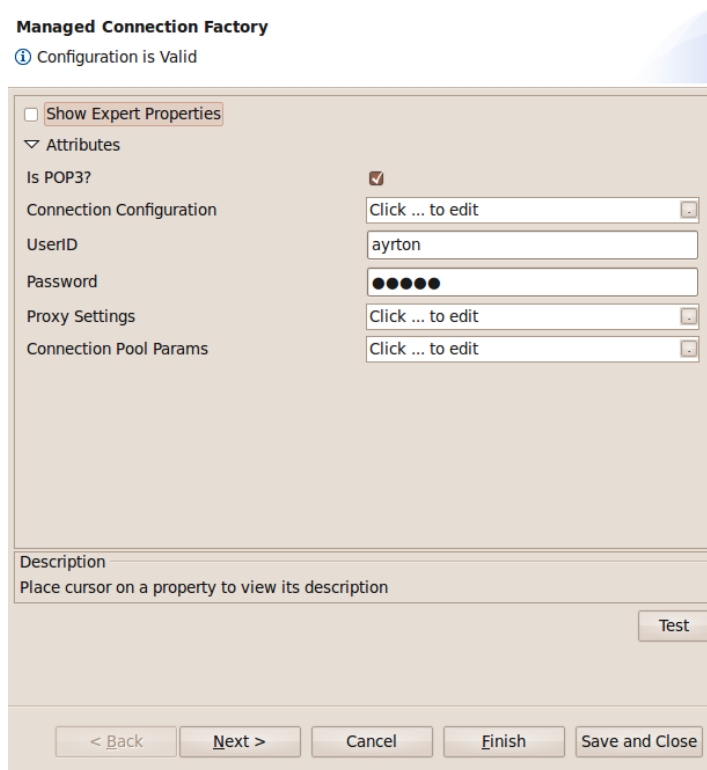 Managed Connection Factory
Configuration is Valid
Show Expert Properties
Attributes
Is POP3?
Connection Configuration Click ... to edit .
UserID ayrton
Password ●●●●●
Proxy Settings Click ... to edit .
Connection Pool Params Click ... to edit .
Description
Place cursor on a property to view its description
Test
< Back Next > Cancel Finish Save and Close